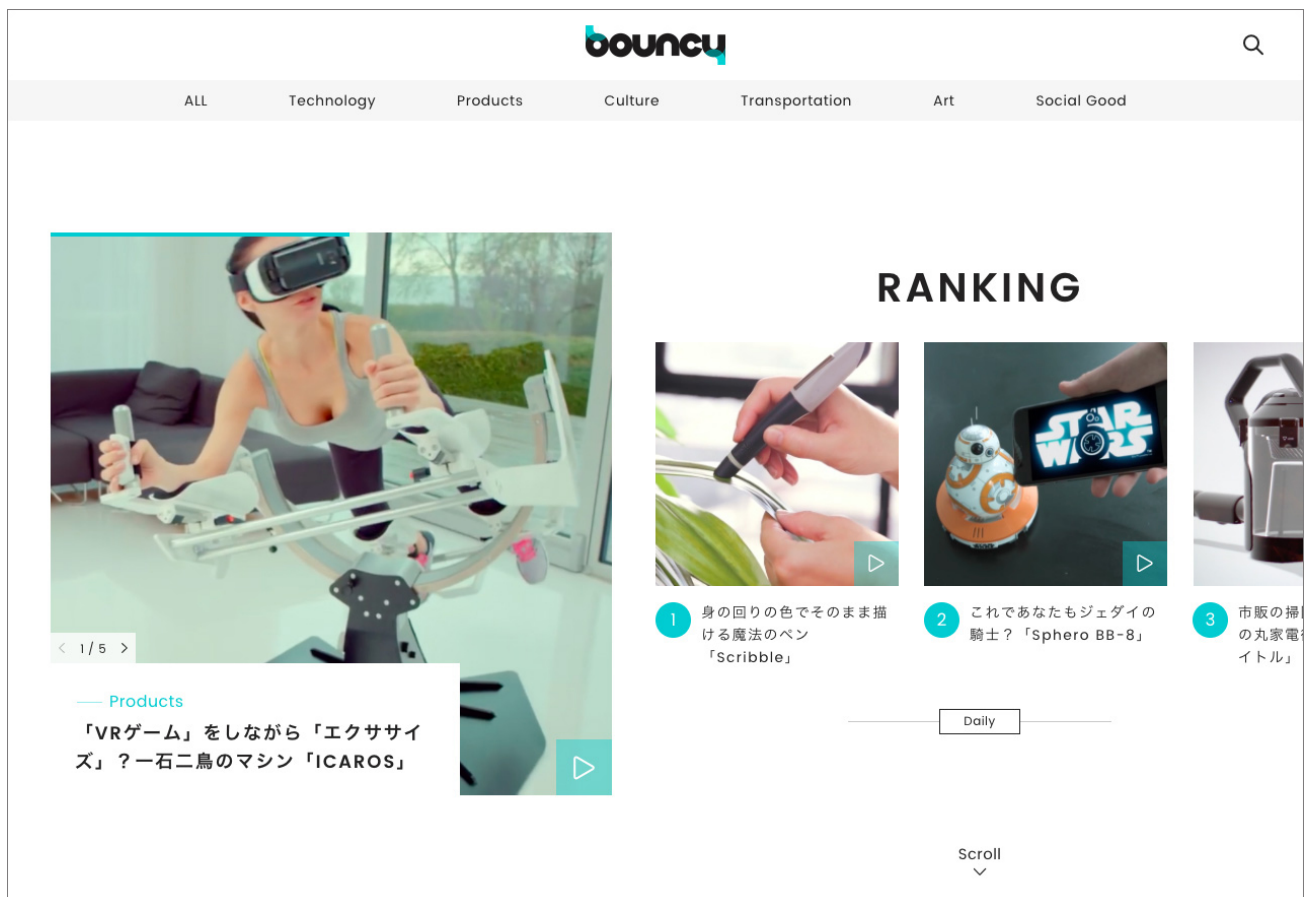 bouncy
ALL
Technology
Products
Culture
Transportation
Art
Social Good
1 / 5
Products
「VRゲーム」をしながら「エクササイ
ズ」？一石二鳥のマシン「ICAROS」
RANKING
STAR
WARS
1
身の回りの色でそのまま描
ける魔法のペン
「Scribble」
2
これであなたもジェダイの
騎士？「Sphero BB-8」
3
市販の掃
の丸家電
イトル」
Daily
Scroll